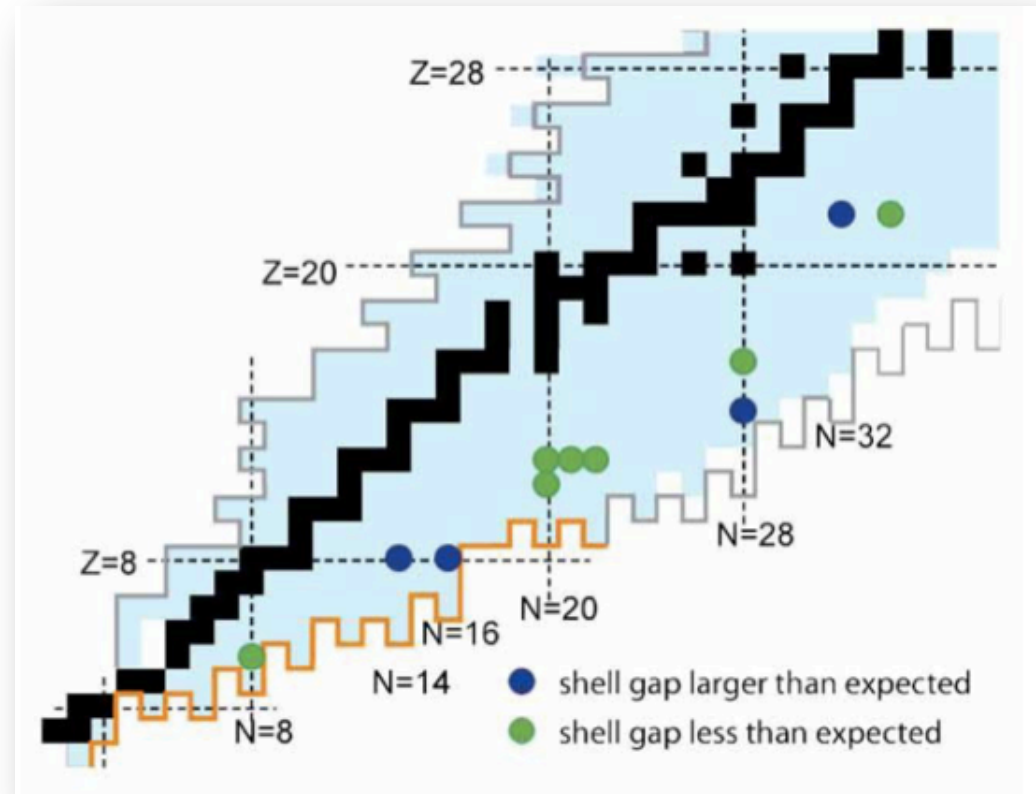 Z=28
Z=20
N=32
N=28
Z=8
N=20
N=16
N=14
shell gap larger than expected
N=8
shell gap less than expected